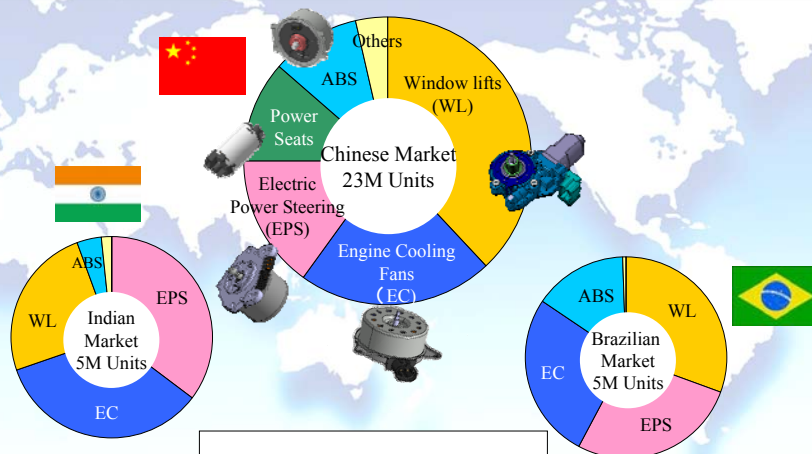 Others
ABS
Window lifts
(WL)
Power
Seats
Chinese Market
23M Units
Electric
Power Steering
(EPS)
Engine Cooling
Fans
（EC)
ABS
EPS
WL
Indian
Market
5M Units
EC
ABS
WL
Brazilian
Market
5M Units
EC
EPS